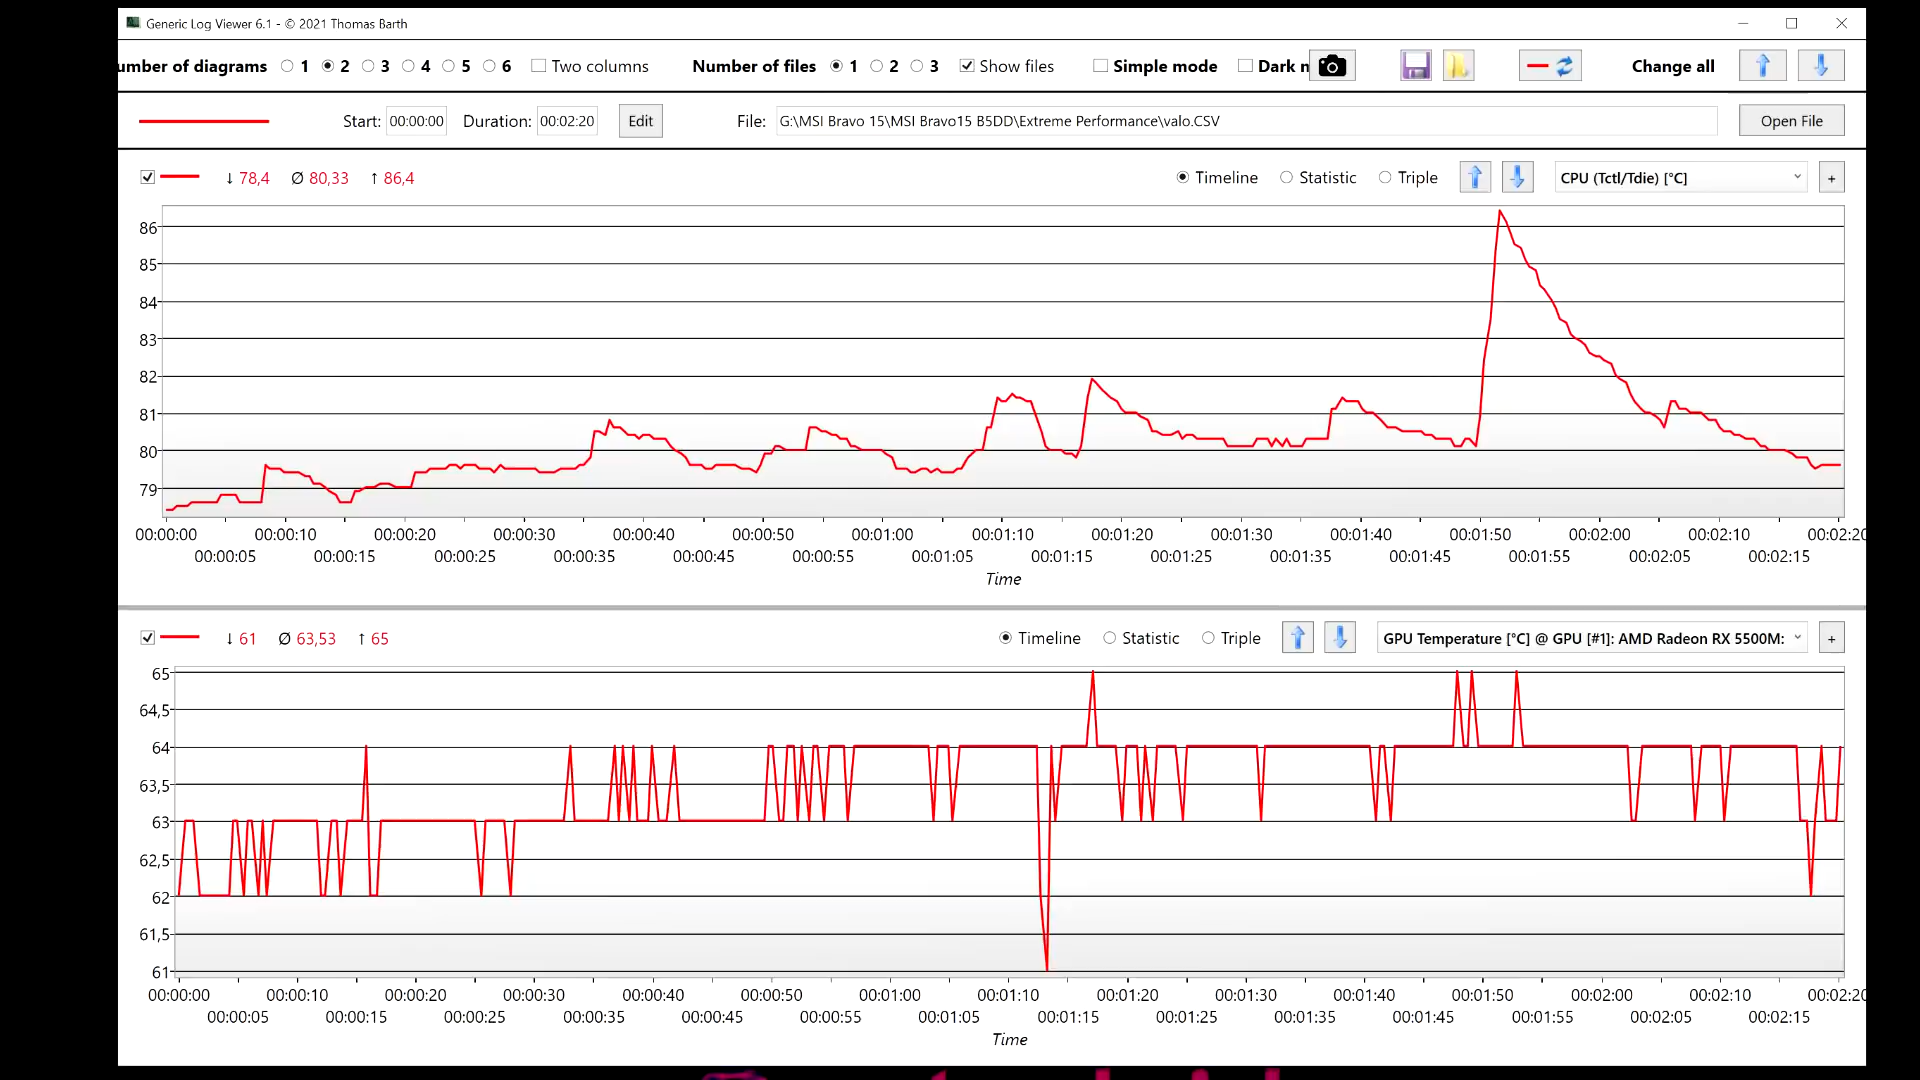 Generic Log Viewer 6.1 - © 2021 Thomas Barth
umber of diagrams 1 2 3 4 5 6 Two columns Number of files 1 2 3 Show files Simple mode Dark n Change all
Start: 00:00:00 Duration: 00:02:20 Edit File: G:\MSI Bravo 15\MSI Bravo15 B5DD\Extreme Performance\valo.CSV Open File
↓ 78,4 Ø 80,33 ↑ 86,4 Timeline Statistic Triple CPU (Tctl/Tdie) [°C] +
86
85
84
83
82
81
80
79
00:00:00 00:00:10 00:00:20 00:00:30 00:00:40 00:00:50 00:01:00 00:01:10 00:01:20 00:01:30 00:01:40 00:01:50 00:02:00 00:02:10 00:02:20
00:00:05 00:00:15 00:00:25 00:00:35 00:00:45 00:00:55 00:01:05 00:01:15 00:01:25 00:01:35 00:01:45 00:01:55 00:02:05 00:02:15
Time
↓ 61 Ø 63,53 ↑ 65 Timeline Statistic Triple GPU Temperature [°C] @ GPU [#1]: AMD Radeon RX 5500M: +
65
64,5
64
63,5
63
62,5
62
61,5
61
00:00:00 00:00:10 00:00:20 00:00:30 00:00:40 00:00:50 00:01:00 00:01:10 00:01:20 00:01:30 00:01:40 00:01:50 00:02:00 00:02:10 00:02:20
00:00:05 00:00:15 00:00:25 00:00:35 00:00:45 00:00:55 00:01:05 00:01:15 00:01:25 00:01:35 00:01:45 00:01:55 00:02:05 00:02:15
Time